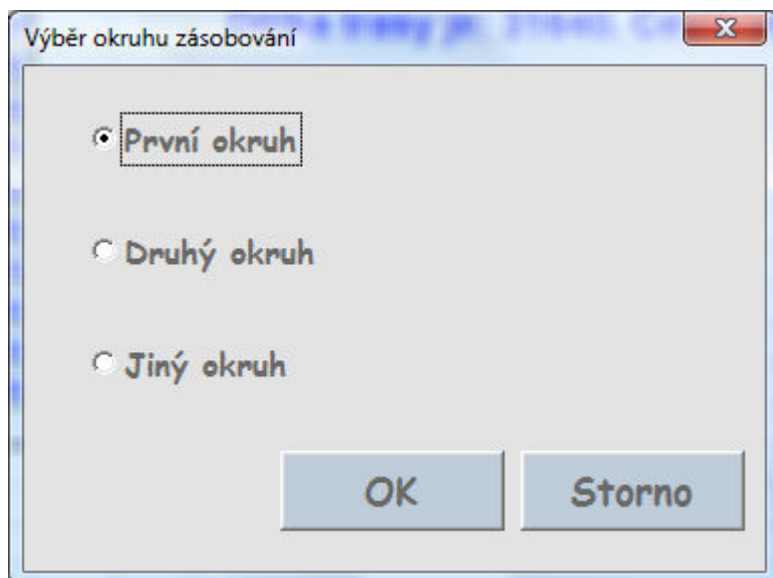 Výběr okruhu zásobování
První okruh
Druhý okruh
Jiný okruh
OK
Storno